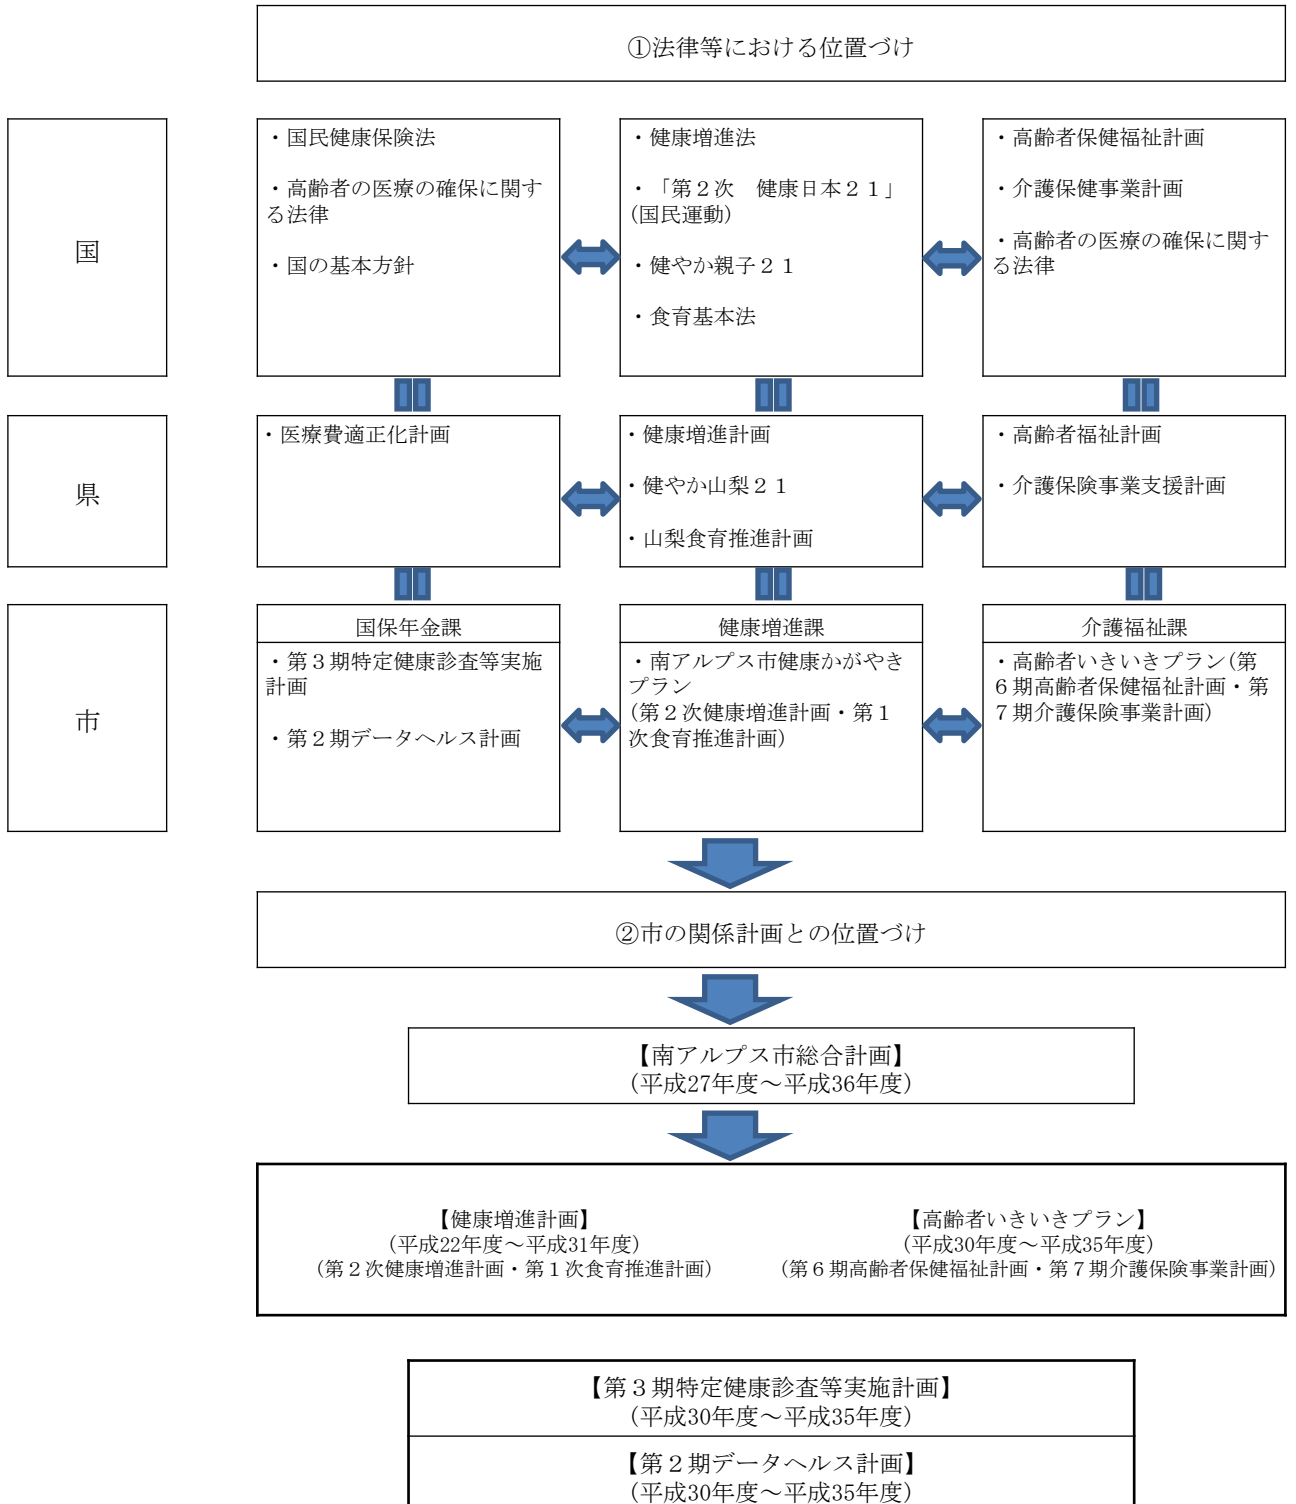 ①法律等における位置づけ
国
・国民健康保険法
・高齢者の医療の確保に関す
る法律
・国の基本方針
・健康増進法
・「第２次　健康日本２１」
(国民運動)
・健やか親子２１
・食育基本法
・高齢者保健福祉計画
・介護保健事業計画
・高齢者の医療の確保に関す
る法律
県
・医療費適正化計画
・健康増進計画
・健やか山梨２１
・山梨食育推進計画
・高齢者福祉計画
・介護保険事業支援計画
市
国保年金課
・第３期特定健康診査等実施
計画
・第２期データヘルス計画
健康増進課
・南アルプス市健康かがやき
プラン
(第２次健康増進計画・第１
次食育推進計画)
介護福祉課
・高齢者いきいきプラン(第
６期高齢者保健福祉計画・第
７期介護保険事業計画)
②市の関係計画との位置づけ
【南アルプス市総合計画】
(平成27年度～平成36年度)
【健康増進計画】
(平成22年度～平成31年度)
(第２次健康増進計画・第１次食育推進計画)
【高齢者いきいきプラン】
(平成30年度～平成35年度)
(第６期高齢者保健福祉計画・第７期介護保険事業計画)
【第３期特定健康診査等実施計画】
(平成30年度～平成35年度)
【第２期データヘルス計画】
(平成30年度～平成35年度)